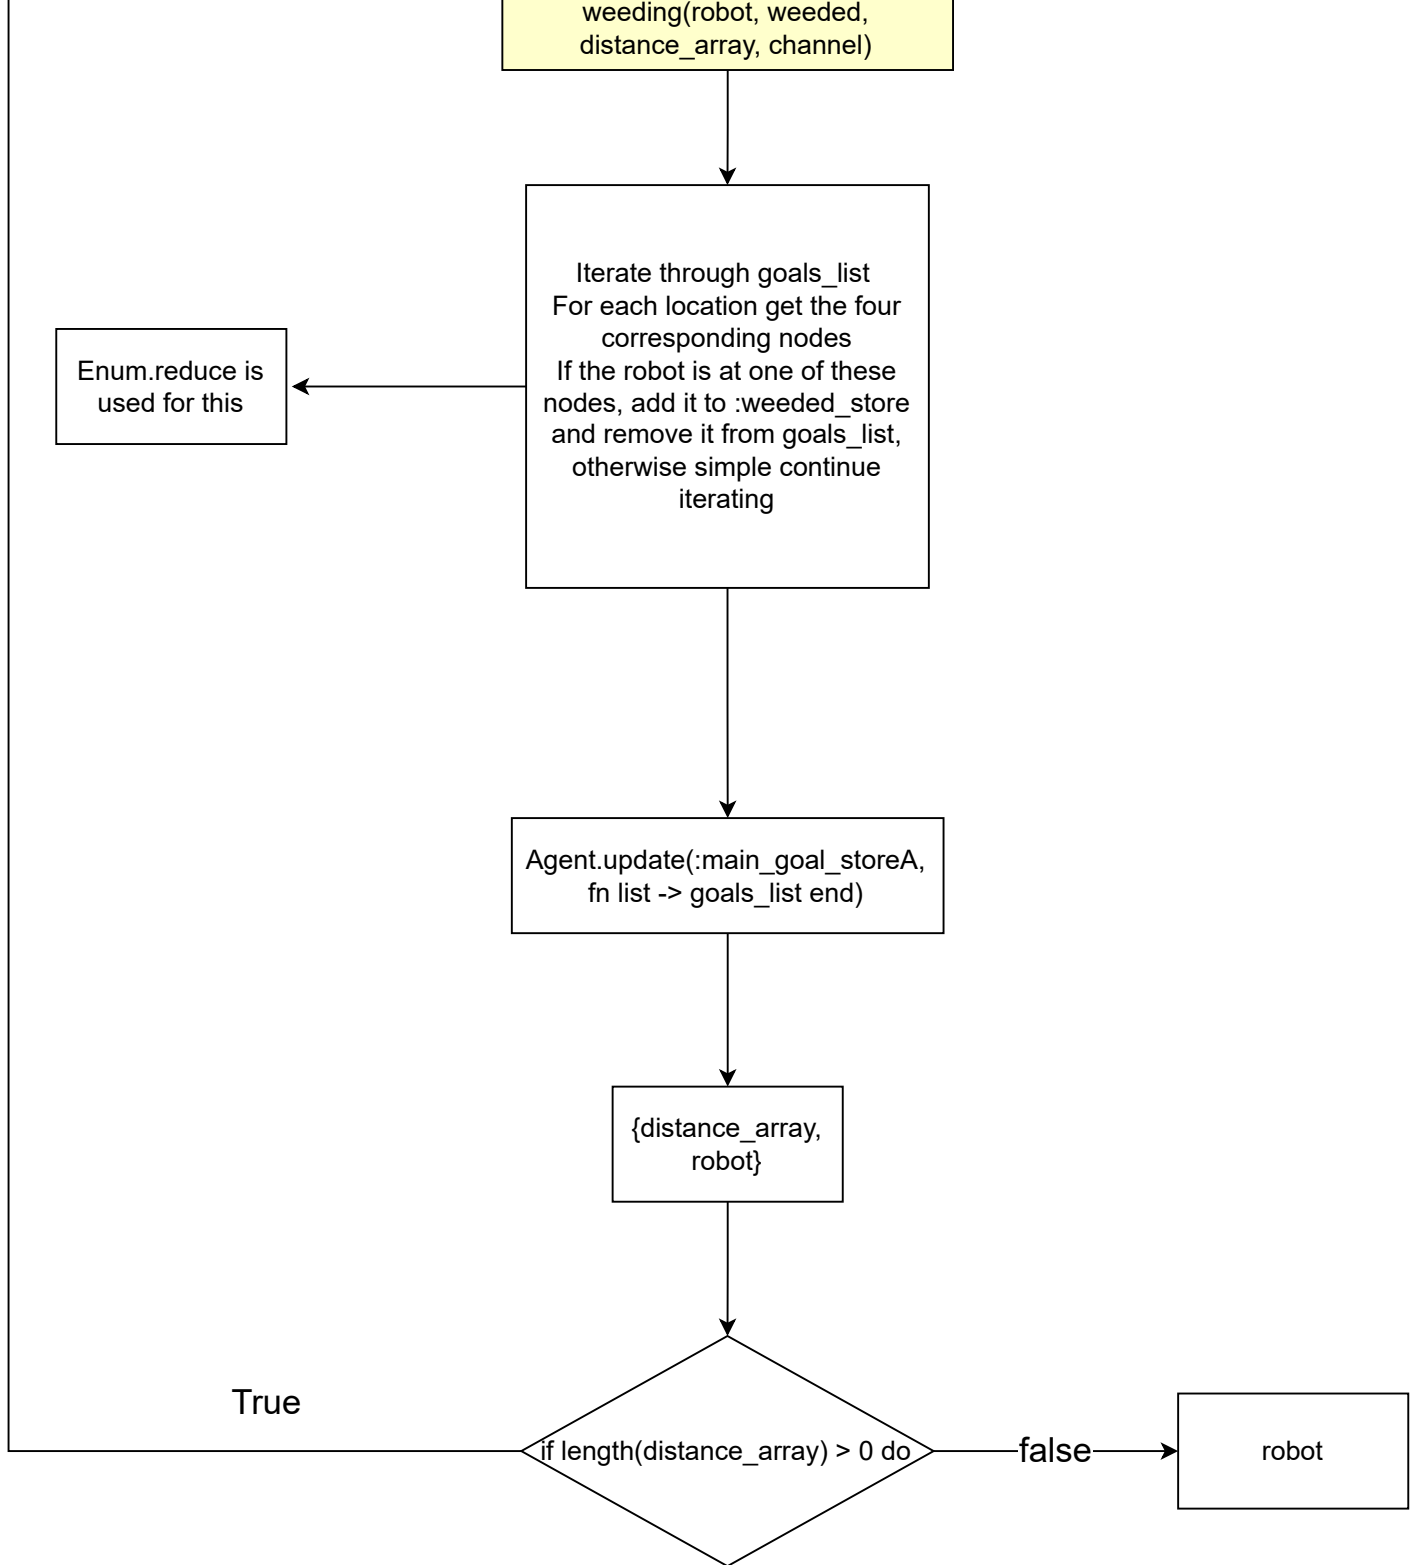 weeding(robot, weeded,
distance_array, channel)
Iterate through goals_list
For each location get the four
corresponding nodes
If the robot is at one of these
nodes, add it to :weeded_store
and remove it from goals_list,
otherwise simple continue
iterating
Enum.reduce is
used for this
Agent.update(:main_goal_storeA,
fn list -> goals_list end)
{distance_array,
robot}
True
if length(distance_array) > 0 do
false
robot